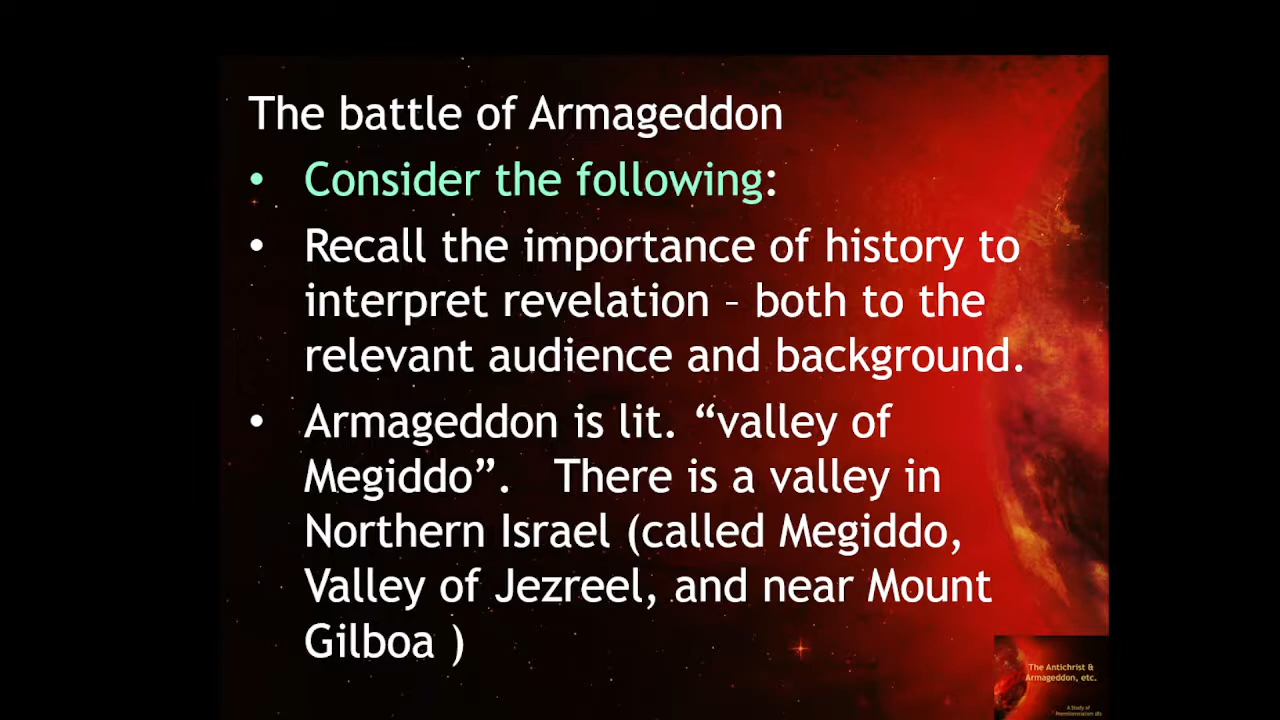 The battle of Armageddon
• Consider the following:
• Recall the importance of history to
interpret revelation – both to the
relevant audience and background.
• Armageddon is lit. “valley of
Megiddo”. There is a valley in
Northern Israel (called Megiddo,
Valley of Jezreel, and near Mount
Gilboa )
The Antichrist &
Armageddon, etc.
A Study of